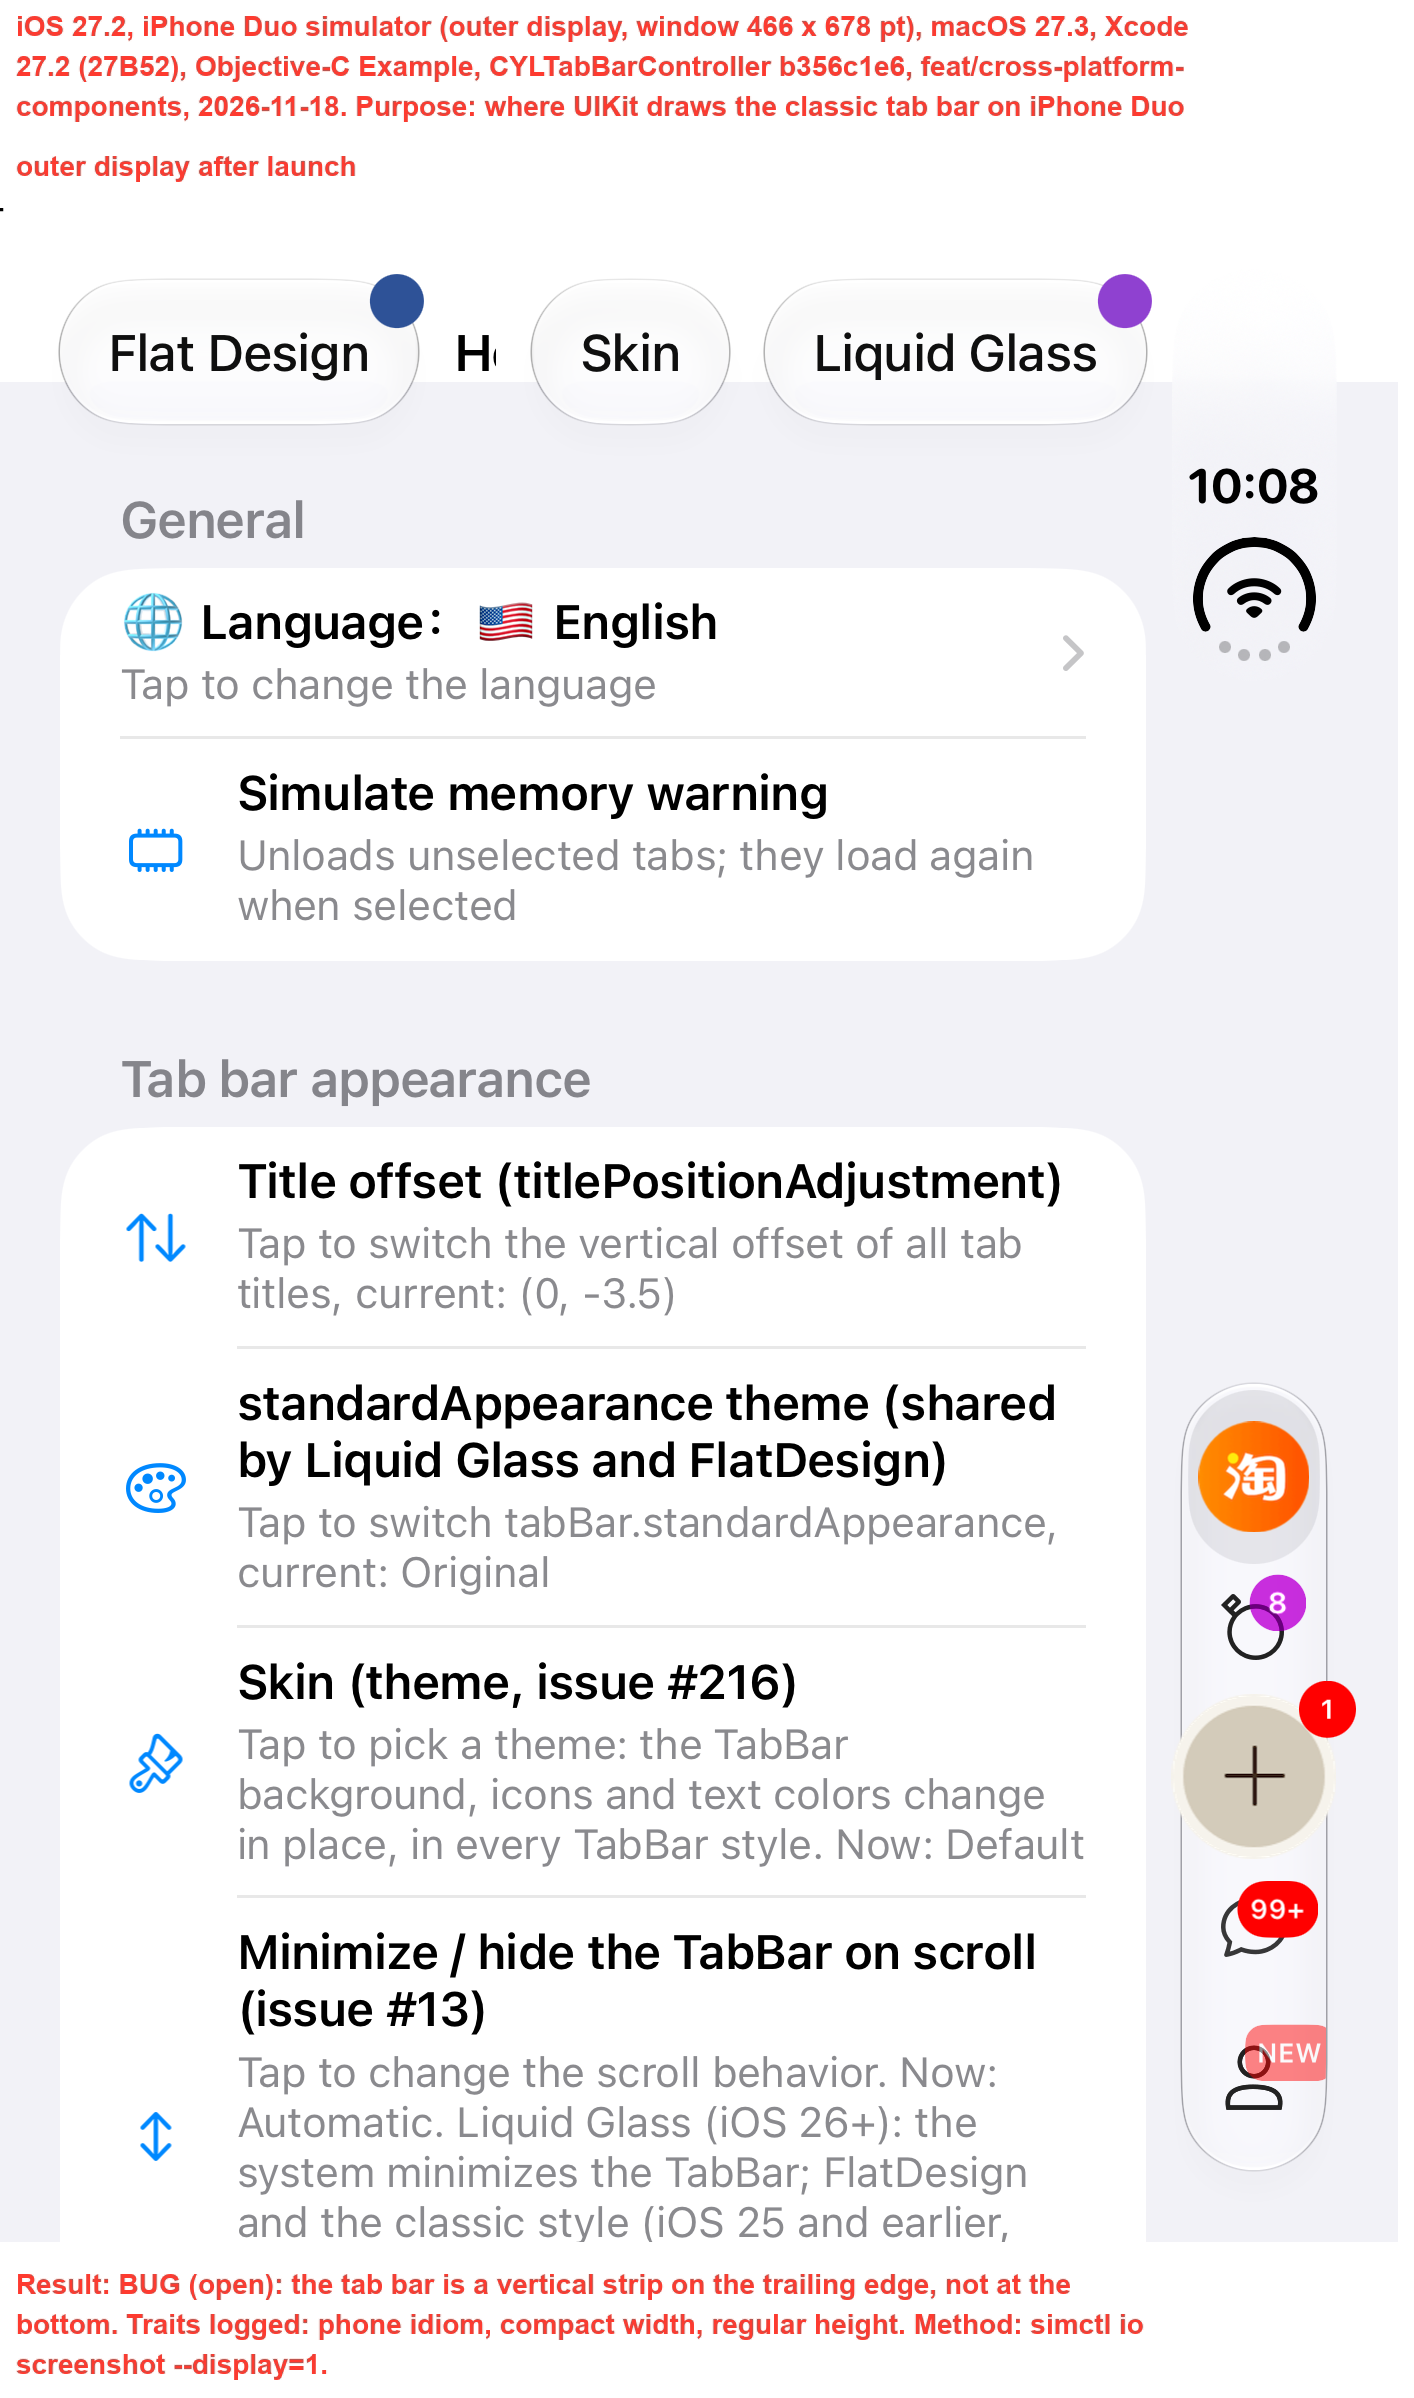 iOS 27.2, iPhone Duo simulator (outer display, window 466 x 678 pt), macOS 27.3, Xcode
27.2 (27B52), Objective-C Example, CYLTabBarController b356c1e6, feat/cross-platform-
components, 2026-11-18. Purpose: where UIKit draws the classic tab bar on iPhone Duo
outer display after launch
Flat Design
Skin
Liquid Glass
10:08
General
Language： English
Tap to change the language
Simulate memory warning
Unloads unselected tabs; they load again
when selected
Tab bar appearance
Title offset (titlePositionAdjustment)
Tap to switch the vertical offset of all tab
titles, current: (0, -3.5)
standardAppearance theme (shared
by Liquid Glass and FlatDesign)
Tap to switch tabBar.standardAppearance,
current: Original
淘
8
Skin (theme, issue #216)
Tap to pick a theme: the TabBar
background, icons and text colors change
in place, in every TabBar style. Now: Default
1
99+
Minimize / hide the TabBar on scroll
(issue #13)
Tap to change the scroll behavior. Now:
Automatic. Liquid Glass (iOS 26+): the
system minimizes the TabBar; FlatDesign
and the classic style (iOS 25 and earlier,
NEW
Result: BUG (open): the tab bar is a vertical strip on the trailing edge, not at the
bottom. Traits logged: phone idiom, compact width, regular height. Method: simctl io
screenshot --display=1.